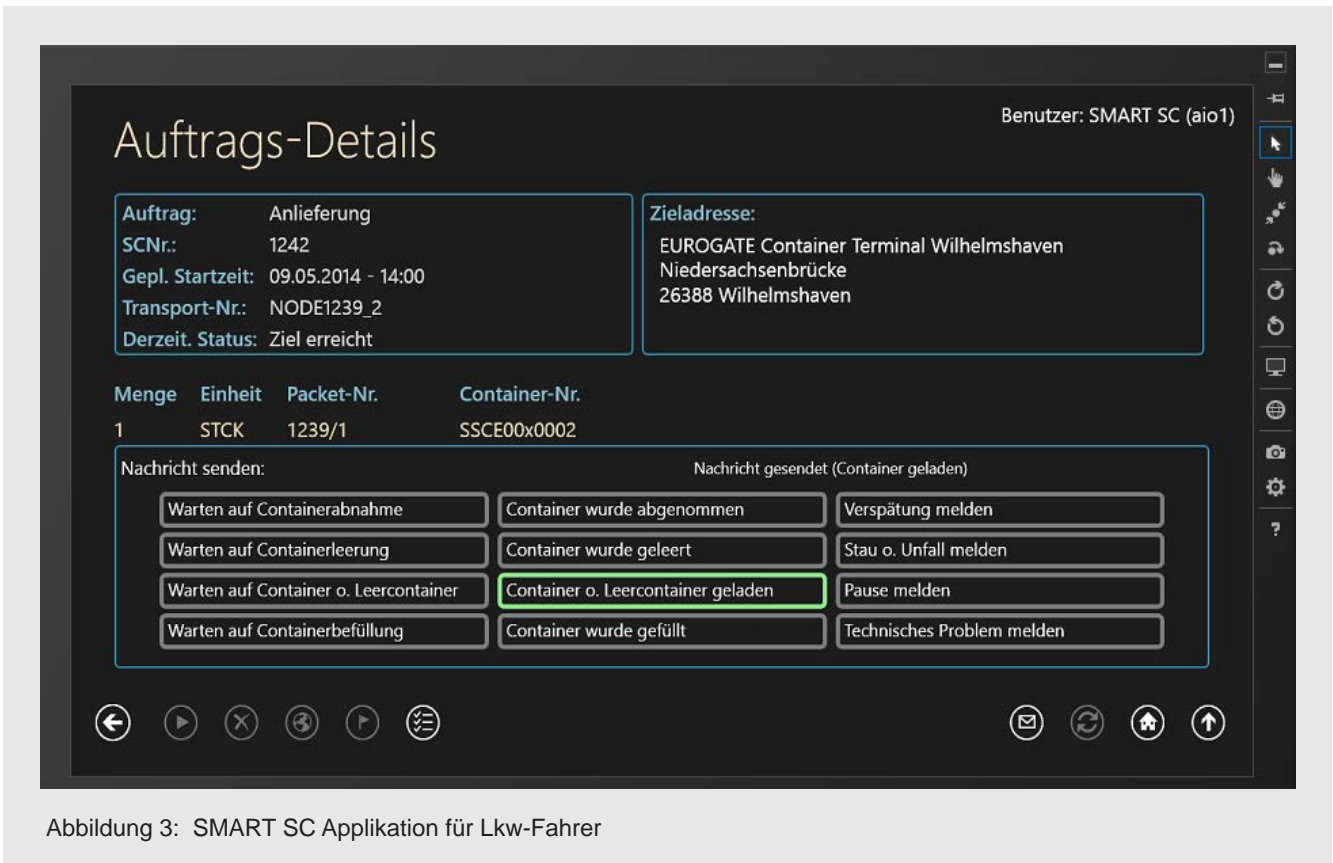 Benutzer: SMART SC (aio1)
Auftrags-Details
Auftrag: Anlieferung
SCNr.: 1242
Gepl. Startzeit: 09.05.2014 - 14:00
Transport-Nr.: NODE1239_2
Derzeit. Status: Ziel erreicht
Zieladresse:
EUROGATE Container Terminal Wilhelmshaven
Niedersachsenbrücke
26388 Wilhelmshaven
Menge Einheit Packet-Nr. Container-Nr.
1 STCK 1239/1 SSCE00x0002
Nachricht senden: Nachricht gesendet (Container geladen)
Warten auf Containerabnahme Container wurde abgenommen Verspätung melden
Warten auf Containerleerung Container wurde geleert Stau o. Unfall melden
Warten auf Container o. Leercontainer Container o. Leercontainer geladen Pause melden
Warten auf Containerbefüllung Container wurde gefüllt Technisches Problem melden
?
Abbildung 3: SMART SC Applikation für Lkw-Fahrer